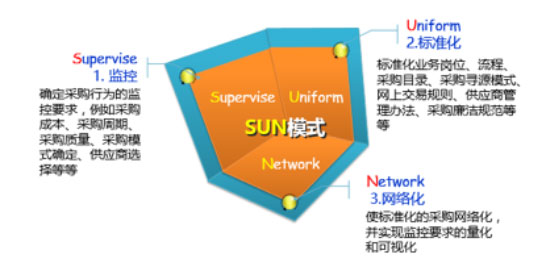 Supervise
1. 监控
确定采购行为的监
控要求，例如采购
成本、采购周期、
采购质量、采购模
式确定、供应商选
择等等
Supervise
Uniform
SUN模式
Network
Uniform
2.标准化
标准化业务岗位、流程、
采购目录、采购寻源模式、
网上交易规则、供应商管
理办法、采购廉洁规范等
等
Network
3.网络化
使标准化的采购网络化，
并实现监控要求的量化
和可视化